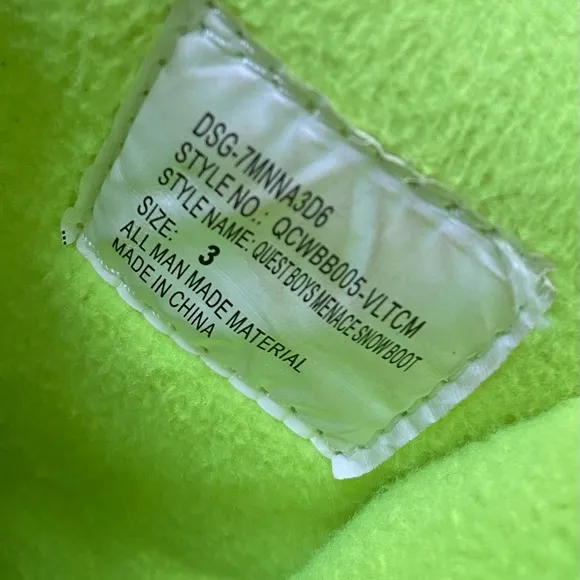 DSG-7MNNA3D6
STYLE NO.: QCWBB005-VLTCM
STYLE NAME: QUEST BOYS MENACE SNOW BOOT
SIZE: 3
ALL MAN MADE MATERIAL
MADE IN CHINA